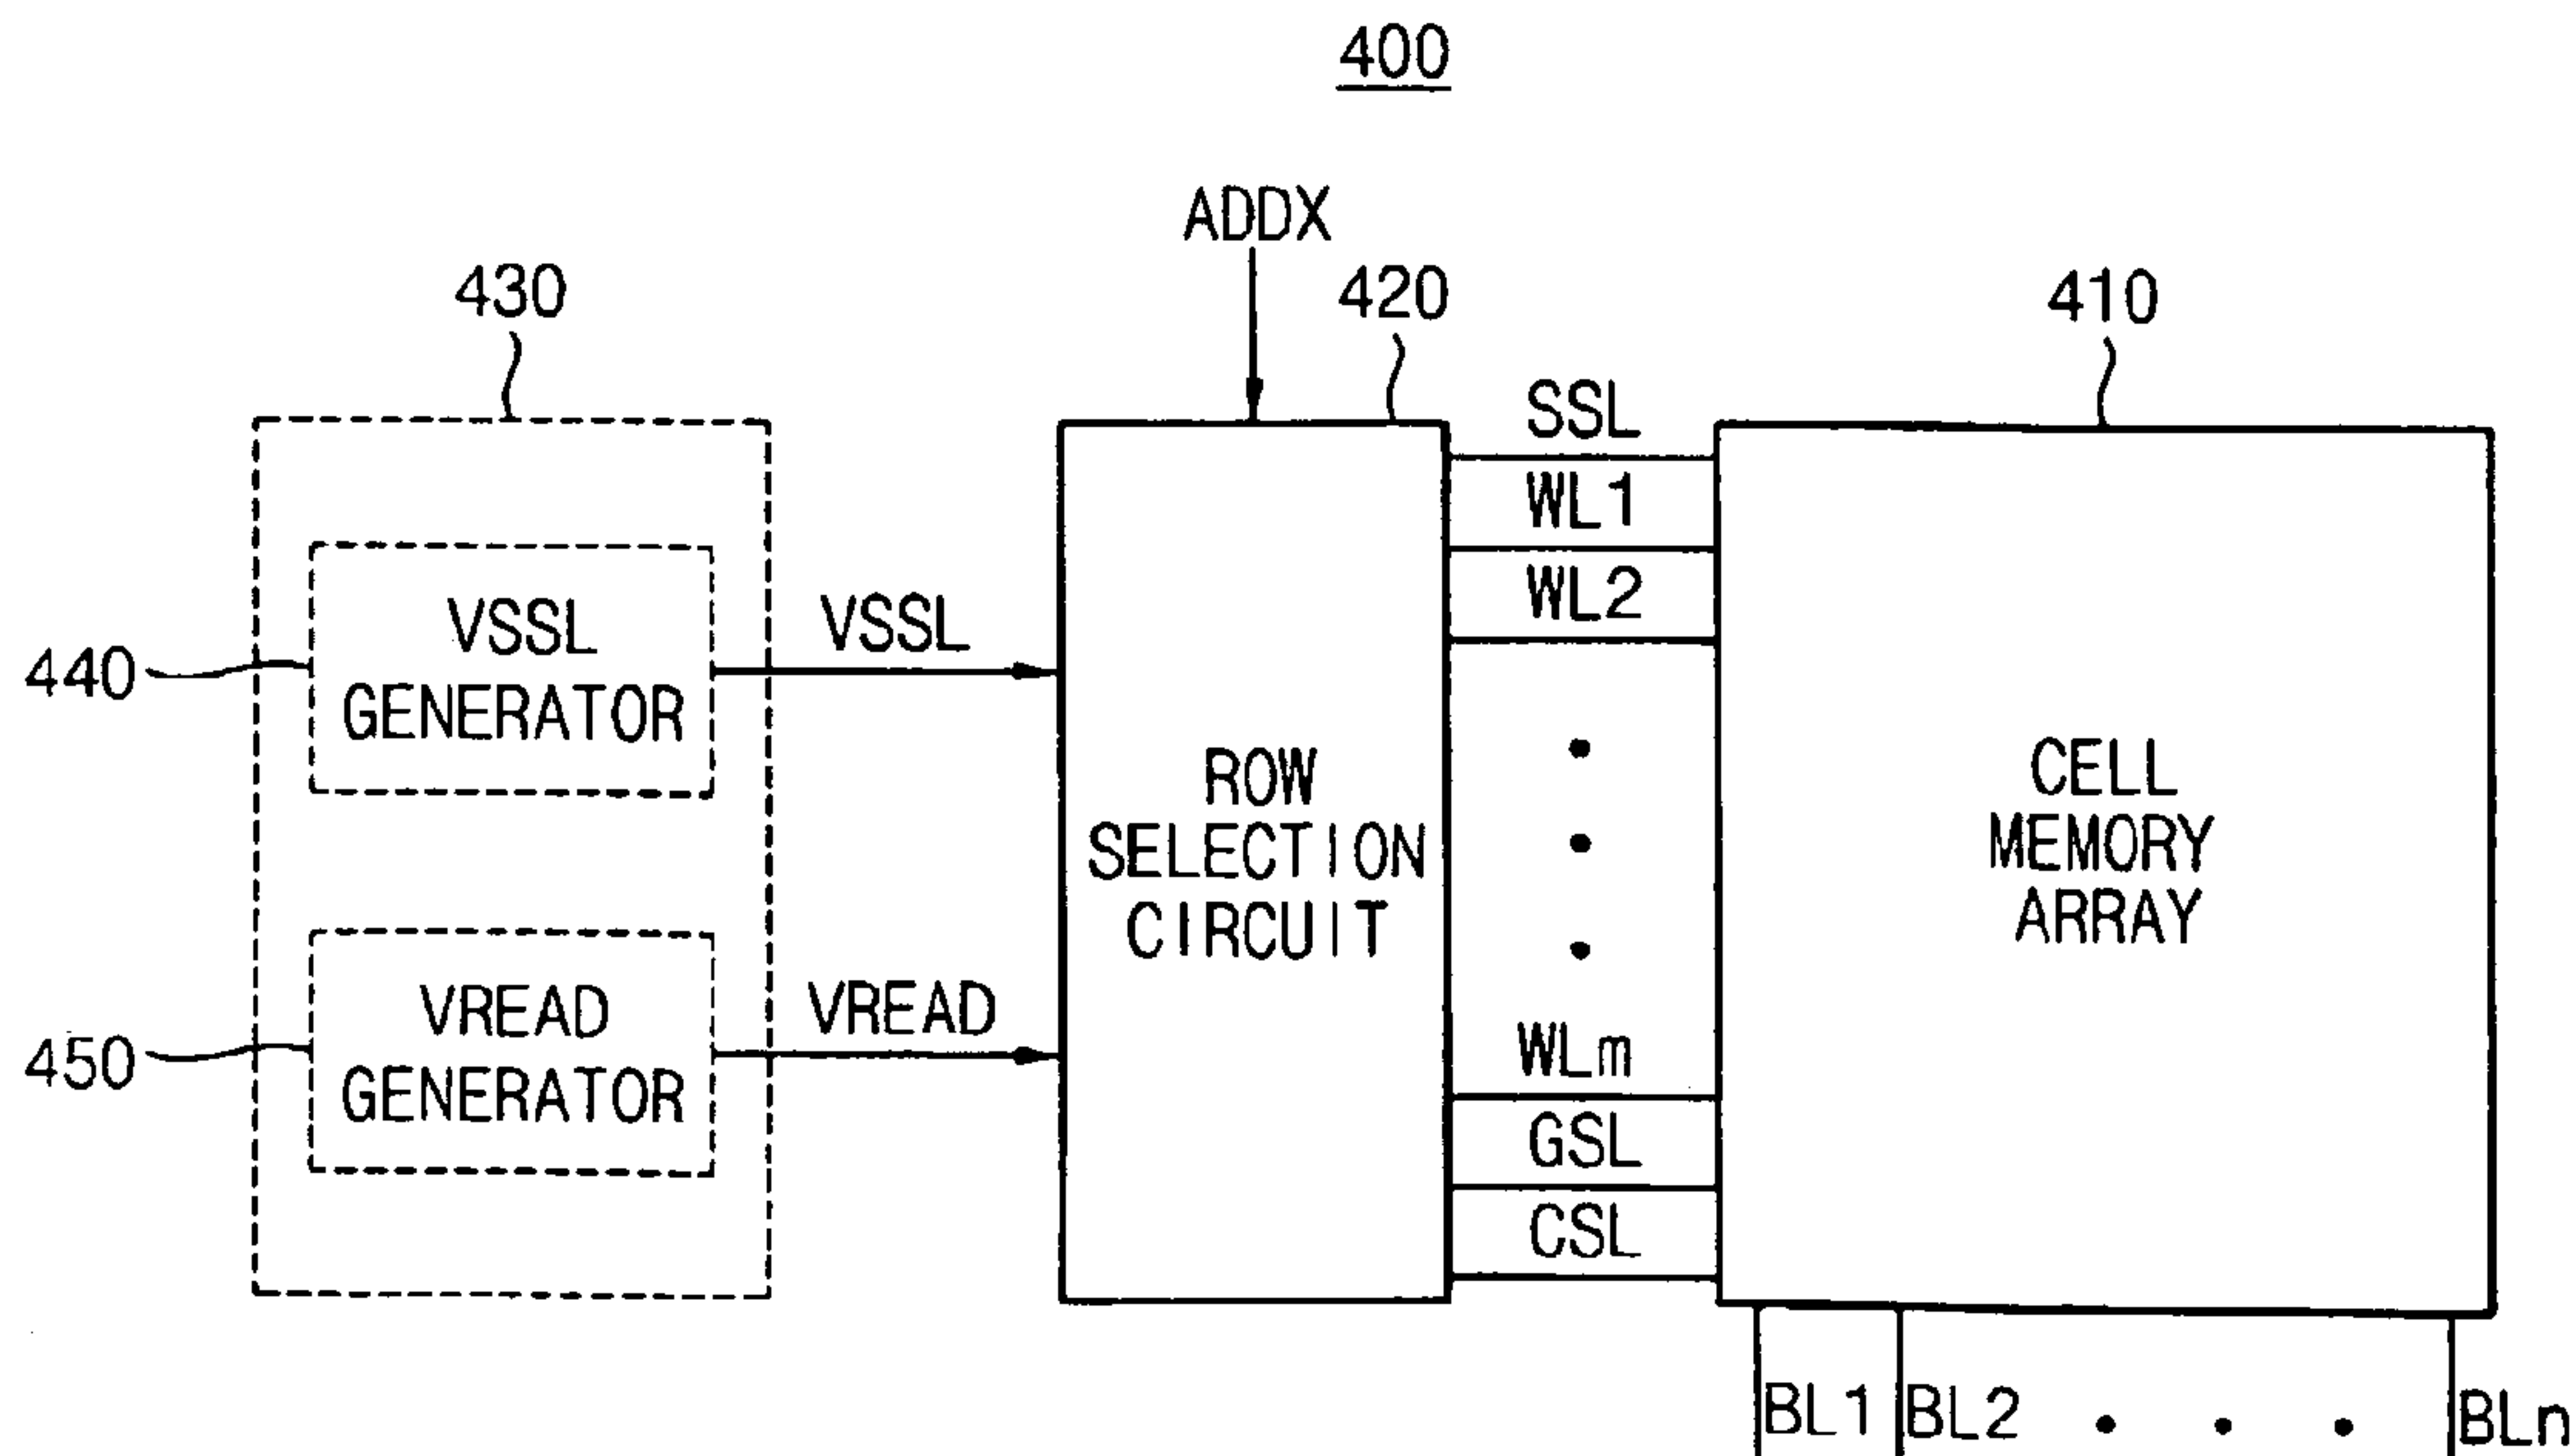 400
ADDX
430
420
410
SSL
WL1
WL2
VSSL
GENERATOR
440
VSSL
ROW
SELECTION
CIRCUIT
CELL
MEMORY
ARRAY
VREAD
GENERATOR
450
VREAD
WLm
GSL
CSL
BL1
BL2
BLn